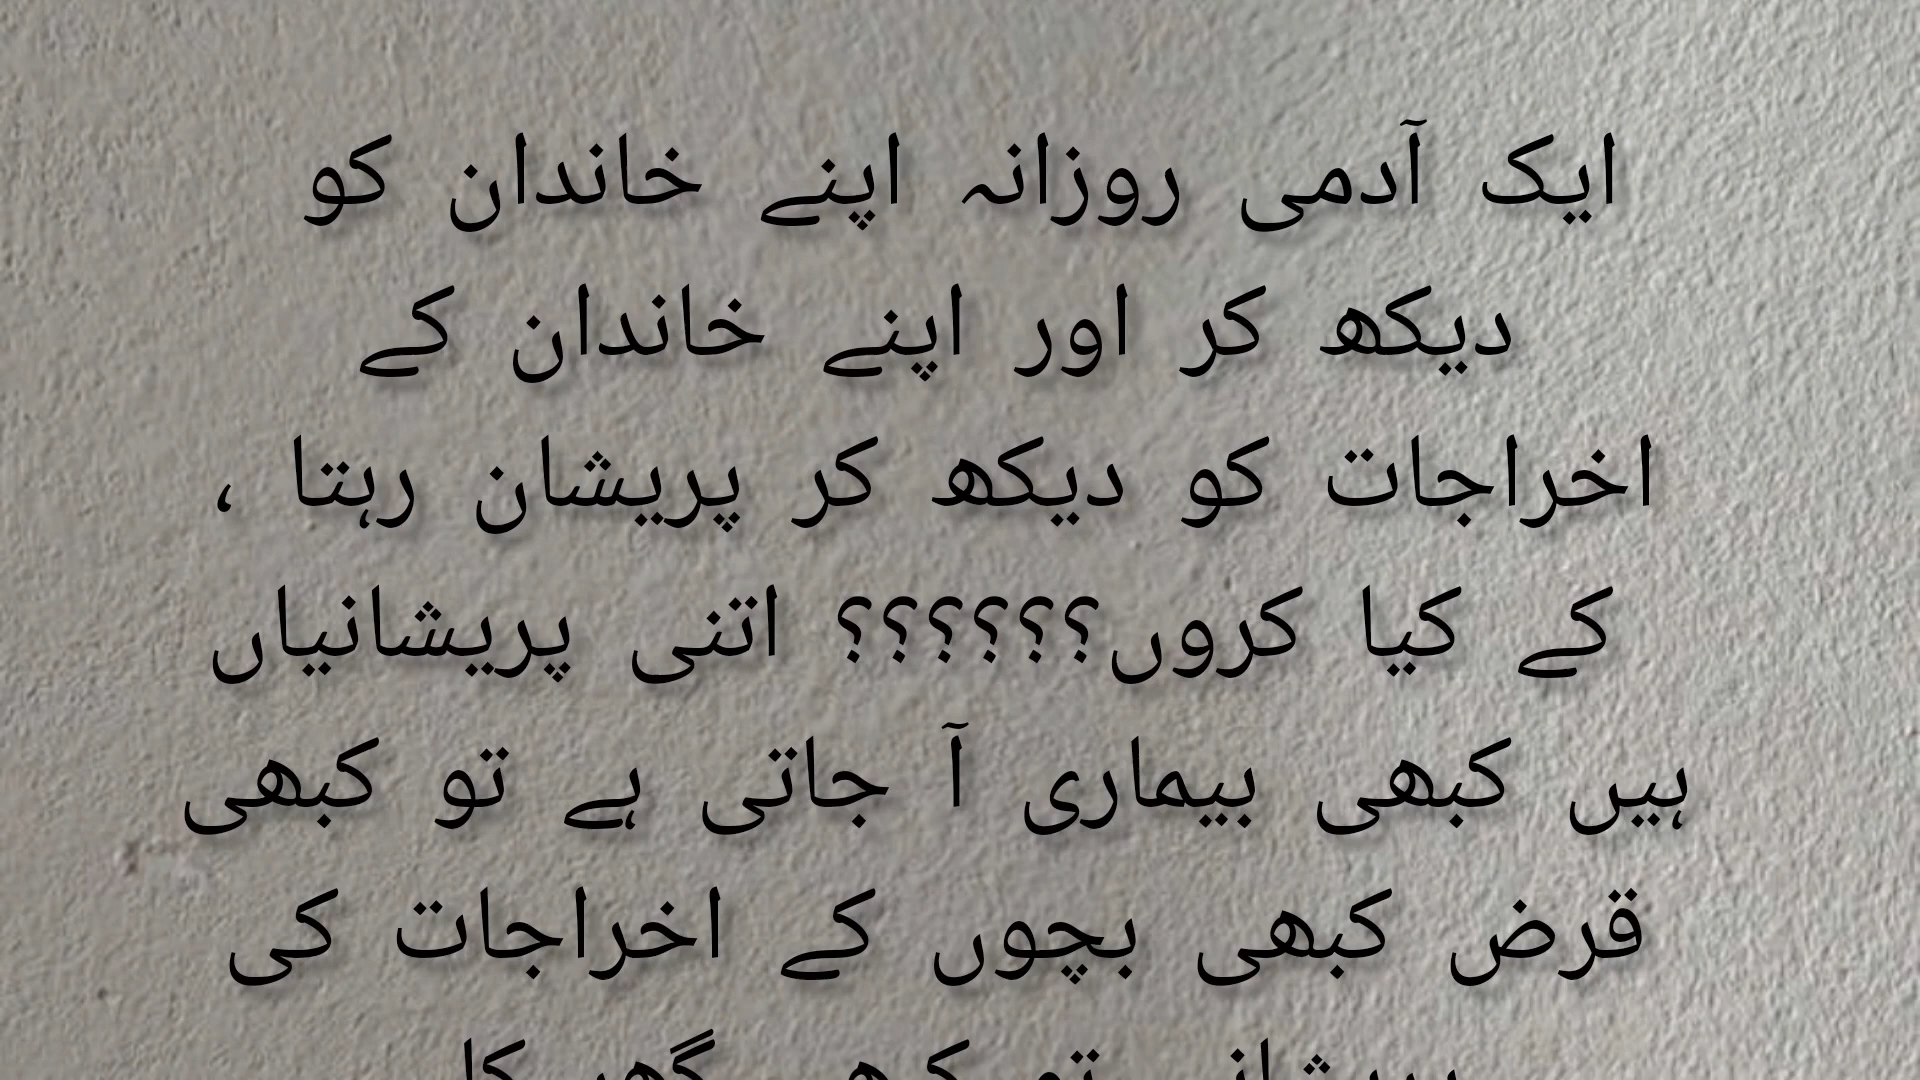 ایک آدمی روزانہ اپنے خاندان کو
دیکھ کر اور اپنے خاندان کے
اخراجات کو دیکھ کر پریشان رہتا ،
کے کیا کروں؟؟؟؟؟؟ اتنی پریشانیاں
ہیں کبھی بیماری آ جاتی ہے تو کبھی
قرض کبھی بچوں کے اخراجات کی